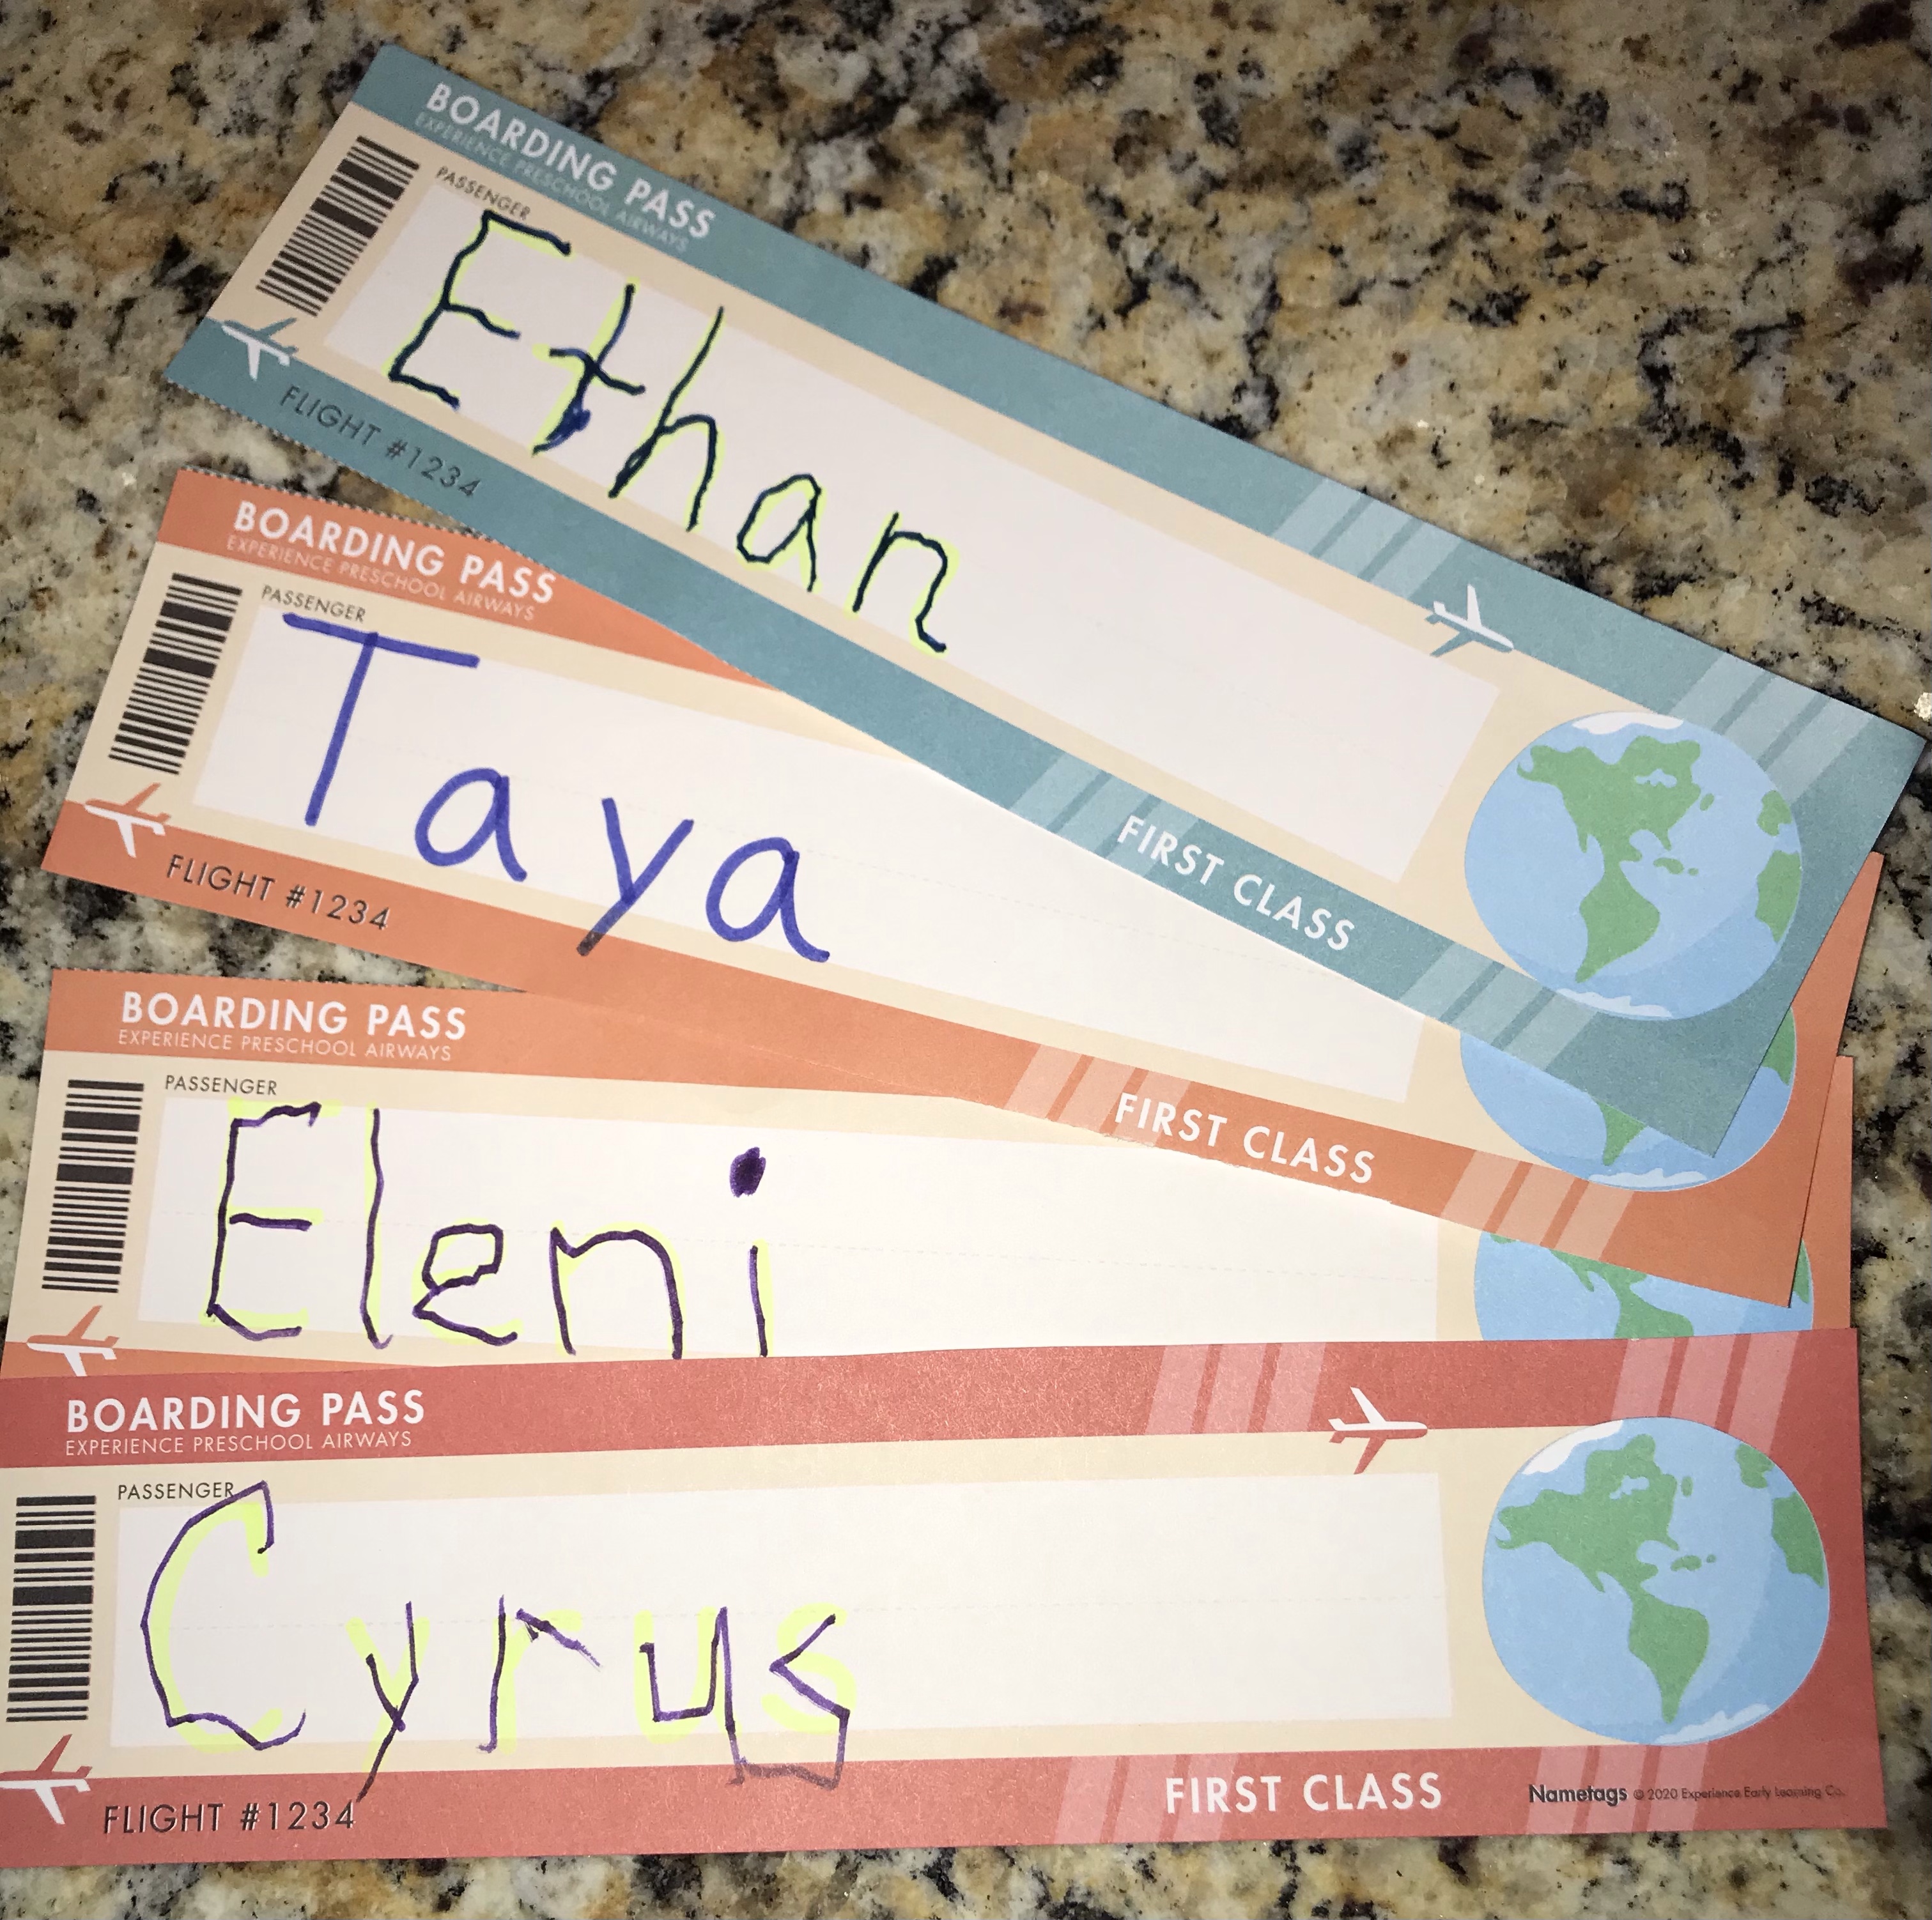 BOARDING PASS
EXPERIENCE PRESCHOOL AIRWAYS
PASSENGER
Ethan
FLIGHT #1234
FIRST CLASS
BOARDING PASS
EXPERIENCE PRESCHOOL AIRWAYS
PASSENGER
Taya
FLIGHT #1234
FIRST CLASS
BOARDING PASS
EXPERIENCE PRESCHOOL AIRWAYS
PASSENGER
Eleni
BOARDING PASS
EXPERIENCE PRESCHOOL AIRWAYS
PASSENGER
Cyrus
FLIGHT #1234
FIRST CLASS
Nametags © 2020 Experience Early Learning Co.